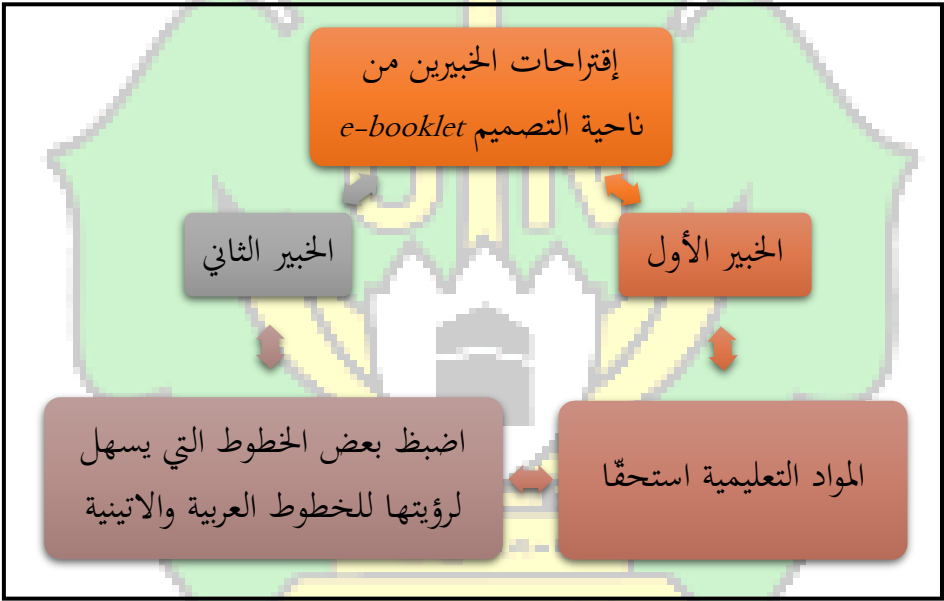 إقتراحات الخبيرين من
ناحية التصميم e-booklet
الخبير الأول
الخبير الثاني
المواد التعليمية استحقّا
اضبظ بعض الخطوط التي يسهل
لرؤيتها للخطوط العربية والاتينية